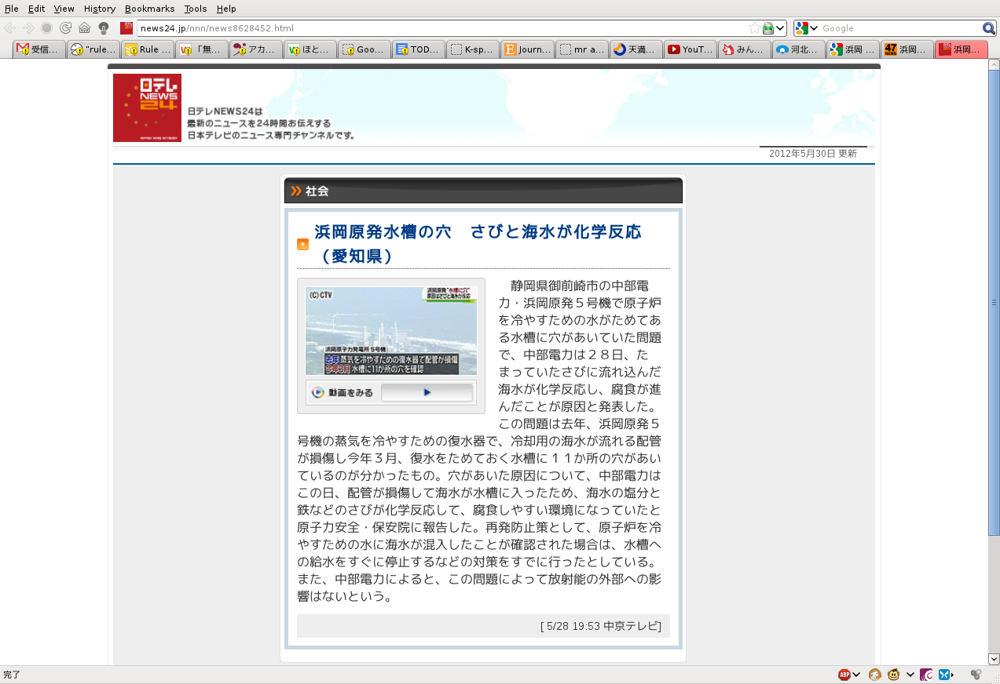 File Edit View History Bookmarks Tools Help
news24.jp/nnn/news8628452.html
Google
受信… "rule… Rule … 「無… アカ… ほと… Goo… TOD… K-sp… Journ… mr a… 天満… YouT… みん… 河北… 浜岡 … 浜岡… 浜岡…
日テレ
NEWS
24
NIPPON NEWS NETWORK
日テレNEWS24は
最新のニュースを24時間お伝えする
日本テレビのニュース専門チャンネルです。
2012年5月30日 更新
社会
浜岡原発水槽の穴　さびと海水が化学反応
（愛知県）
(C) CTV
浜岡原発"水槽に穴"
原因はさびと海水が反応
浜岡原子力発電所 5号機
去年 蒸気を冷やすための復水器で配管が損傷
今年3月 水槽に11か所の穴を確認
動画をみる
　静岡県御前崎市の中部電
力・浜岡原発５号機で原子炉
を冷やすための水がためてあ
る水槽に穴があいていた問題
で、中部電力は２８日、た
まっていたさびに流れ込んだ
海水が化学反応し、腐食が進
んだことが原因と発表した。
この問題は去年、浜岡原発５
号機の蒸気を冷やすための復水器で、冷却用の海水が流れる配管
が損傷し今年３月、復水をためておく水槽に１１か所の穴があい
ているのが分かったもの。穴があいた原因について、中部電力は
この日、配管が損傷して海水が水槽に入ったため、海水の塩分と
鉄などのさびが化学反応して、腐食しやすい環境になっていたと
原子力安全・保安院に報告した。再発防止策として、原子炉を冷
やすための水に海水が混入したことが確認された場合は、水槽へ
の給水をすぐに停止するなどの対策をすでに行ったとしている。
また、中部電力によると、この問題によって放射能の外部への影
響はないという。
[ 5/28 19:53 中京テレビ]
完了
ABP